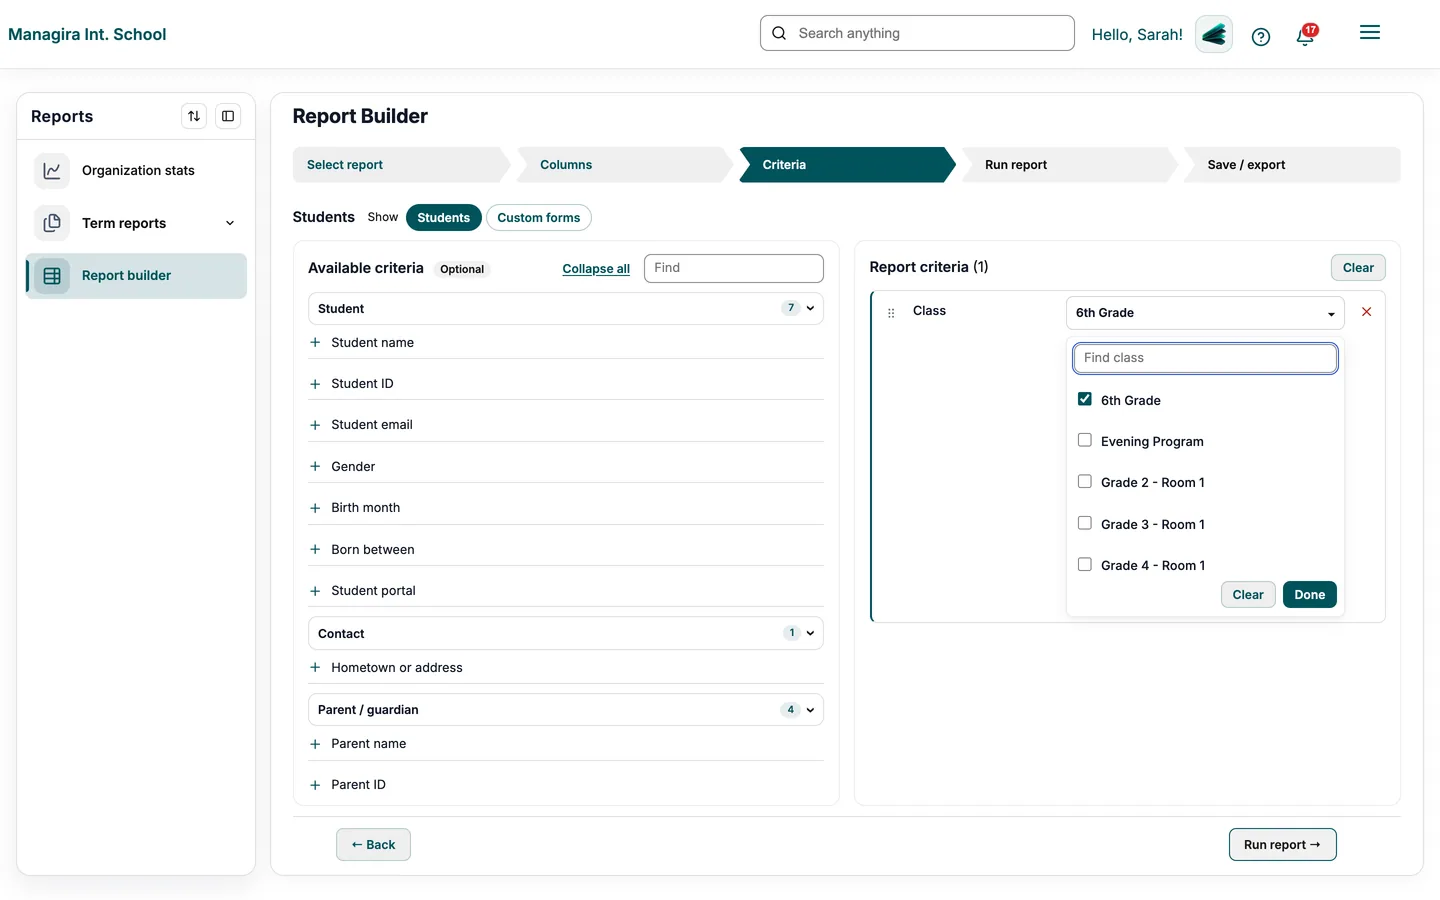 Managira Int. School
Search anything
Hello, Sarah!
17
Reports
Organization stats
Term reports
Report builder
Report Builder
Select report
Columns
Criteria
Run report
Save / export
Students
Show
Students
Custom forms
Available criteria
Optional
Collapse all
Find
Student
7
+ Student name
+ Student ID
+ Student email
+ Gender
+ Birth month
+ Born between
+ Student portal
Contact
1
+ Hometown or address
Parent / guardian
4
+ Parent name
+ Parent ID
Report criteria (1)
Clear
Class
6th Grade
Find class
6th Grade
Evening Program
Grade 2 - Room 1
Grade 3 - Room 1
Grade 4 - Room 1
Clear
Done
← Back
Run report →